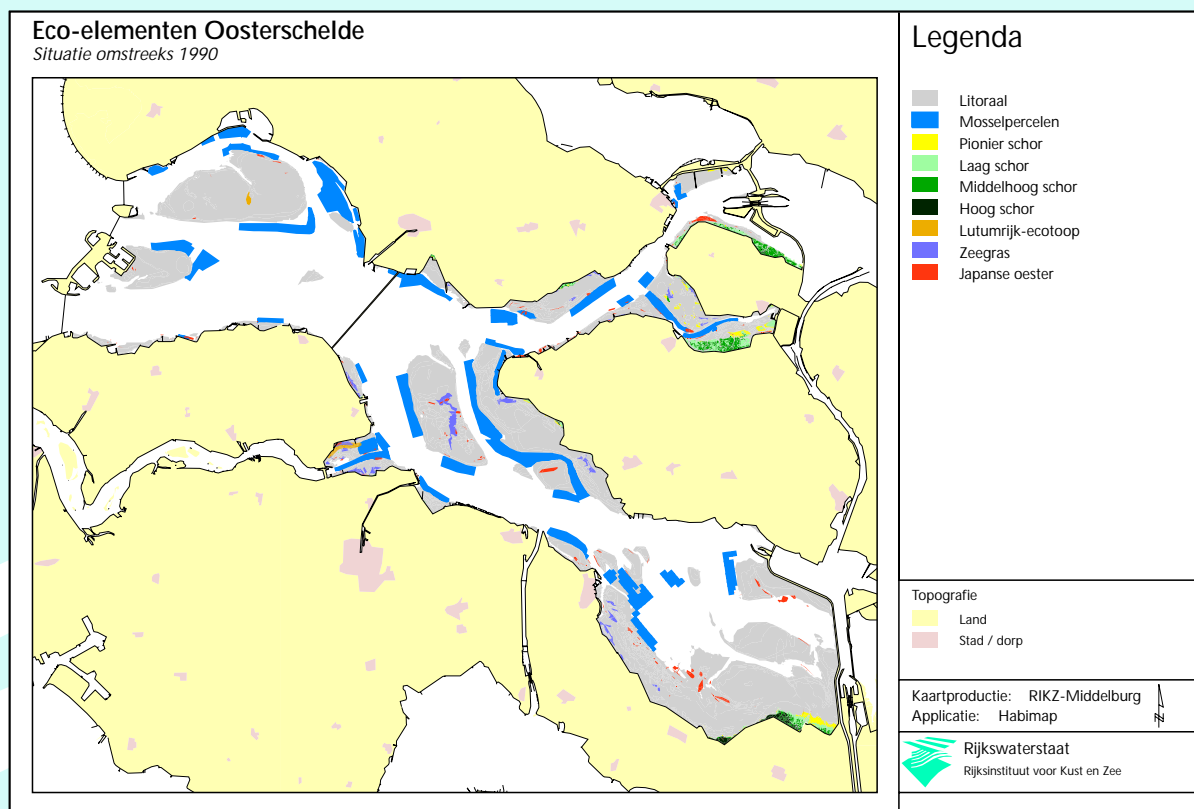 Eco-elementen Oosterschelde
Situatie omstreeks 1990
Legenda
Litoraal
Mosselpercelen
Pionier schor
Laag schor
Middelhoog schor
Hoog schor
Lutumrijk-ecotoop
Zeegras
Japanse oester
Topografie
Land
Stad / dorp
Kaartproductie: RIKZ-Middelburg
Applicatie: Habimap
N
Rijkswaterstaat
Rijksinstituut voor Kust en Zee